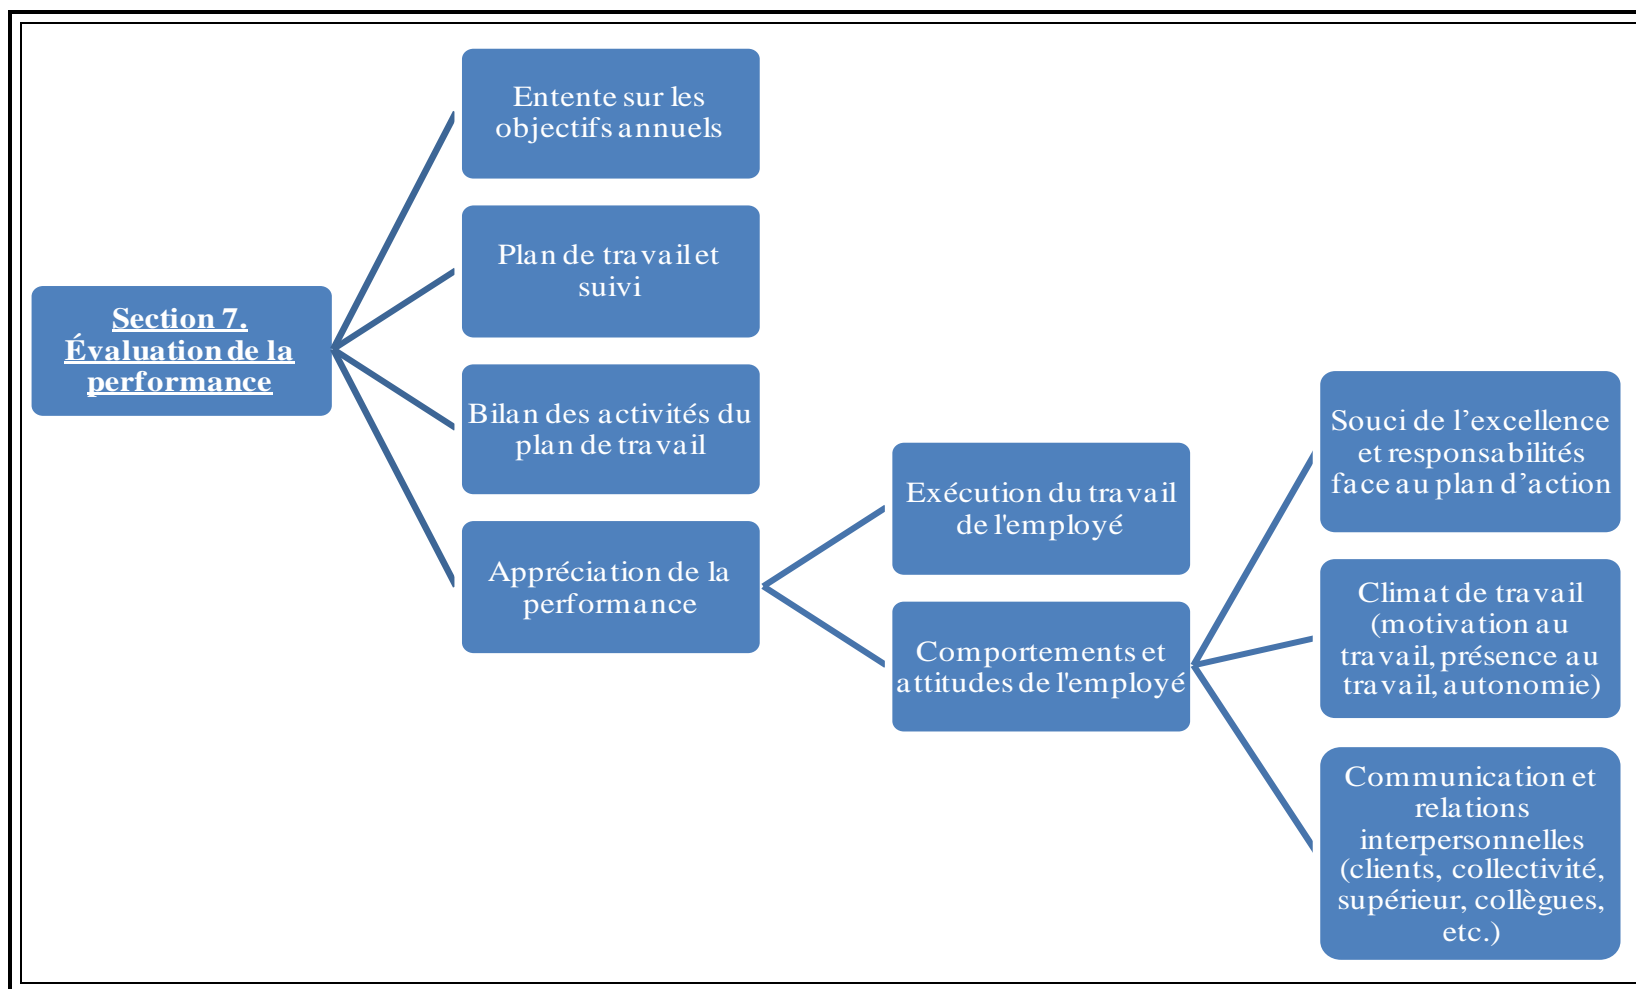 Section 7.
Évaluation de la
performance
Entente sur les
objectifs annuels
Plan de travail et
suivi
Bilan des activités du
plan de travail
Appréciation de la
performance
Exécution du travail
de l'employé
Comportements et
attitudes de l'employé
Souci de l’excellence
et responsabilités
face au plan d’action
Climat de travail
(motivation au
travail, présence au
travail, autonomie)
Communication et
relations
interpersonnelles
(clients, collectivité,
supérieur, collègues,
etc.)